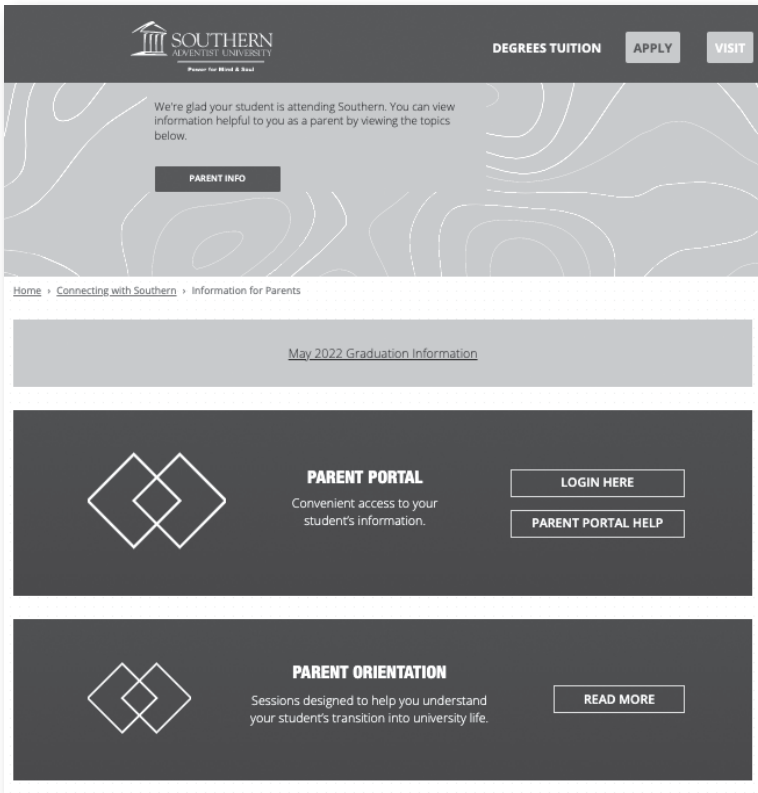 SOUTHERN
ADVENTIST UNIVERSITY
Power for Mind & Soul
DEGREES TUITION
APPLY
VISIT
We're glad your student is attending Southern. You can view
information helpful to you as a parent by viewing the topics
below.
PARENT INFO
Home › Connecting with Southern › Information for Parents
May 2022 Graduation Information
PARENT PORTAL
Convenient access to your
student's information.
LOGIN HERE
PARENT PORTAL HELP
PARENT ORIENTATION
Sessions designed to help you understand
your student's transition into university life.
READ MORE